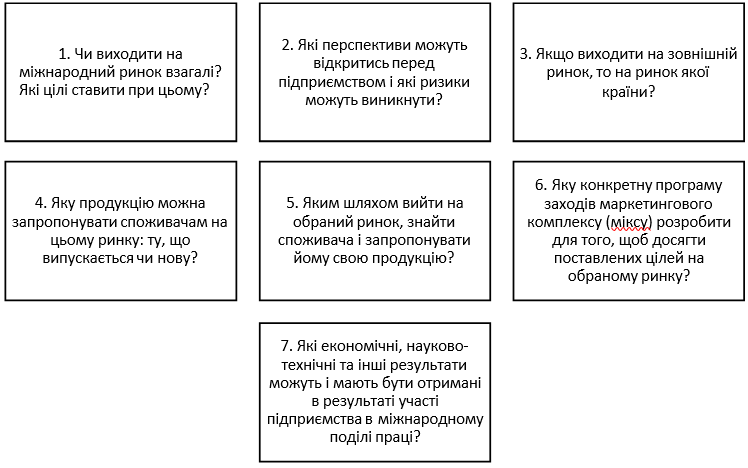 1. Чи виходити на
міжнародний ринок взагалі?
Які цілі ставити при цьому?
2. Які перспективи можуть
відкритись перед
підприємством і які ризики
можуть виникнути?
3. Якщо виходити на зовнішній
ринок, то на ринок якої
країни?
4. Яку продукцію можна
запропонувати споживачам на
цьому ринку: ту, що
випускається чи нову?
5. Яким шляхом вийти на
обраний ринок, знайти
споживача і запропонувати
йому свою продукцію?
6. Яку конкретну програму
заходів маркетингового
комплексу (міксу) розробити
для того, щоб досягти
поставлених цілей на
обраному ринку?
7. Які економічні, науково-
технічні та інші результати
можуть і мають бути отримані
в результаті участі
підприємства в міжнародному
поділі праці?